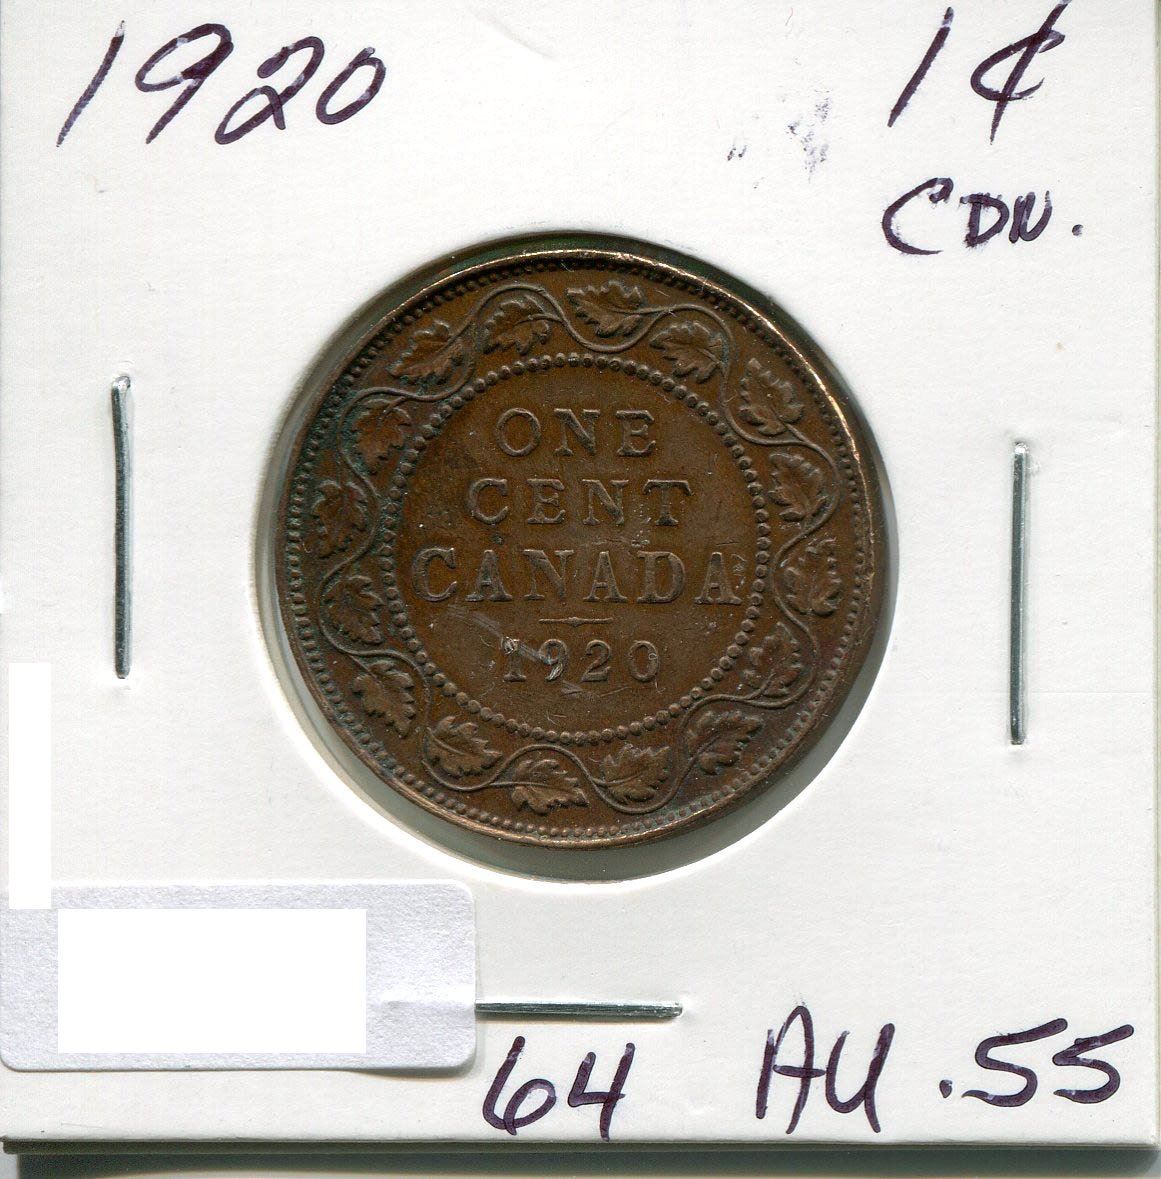 1920
1¢
CDN.
ONE
CENT
CANADA
1920
64 AU .55